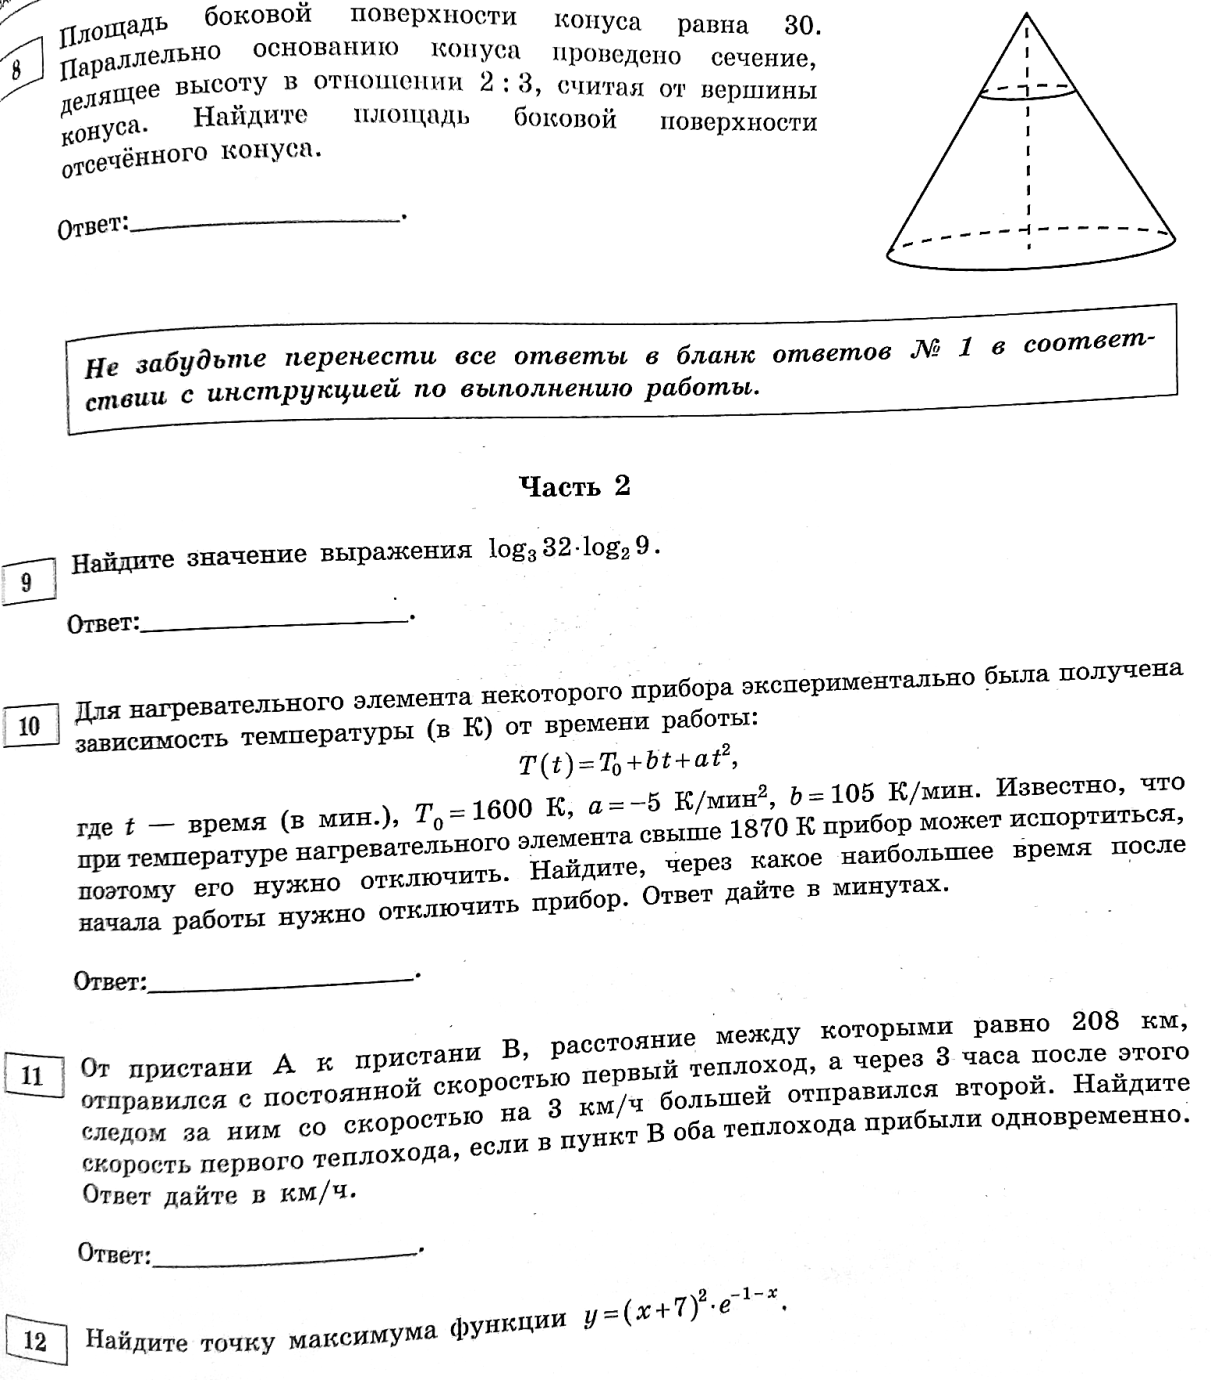 8
Площадь боковой поверхности конуса равна 30.
Параллельно основанию конуса проведено сечение,
делящее высоту в отношении 2 : 3, считая от вершины
конуса. Найдите площадь боковой поверхности
отсечённого конуса.
Ответ:____________________.
Не забудьте перенести все ответы в бланк ответов № 1 в соответ-
ствии с инструкцией по выполнению работы.
Часть 2
9
Найдите значение выражения log₃ 32·log₂ 9.
Ответ:____________________.
10
Для нагревательного элемента некоторого прибора экспериментально была получена
зависимость температуры (в К) от времени работы:
T(t)=T₀+bt+at²,
где t — время (в мин.), T₀=1600 К, a=−5 К/мин², b=105 К/мин. Известно, что
при температуре нагревательного элемента свыше 1870 К прибор может испортиться,
поэтому его нужно отключить. Найдите, через какое наибольшее время после
начала работы нужно отключить прибор. Ответ дайте в минутах.
Ответ:____________________.
11
От пристани А к пристани В, расстояние между которыми равно 208 км,
отправился с постоянной скоростью первый теплоход, а через 3 часа после этого
следом за ним со скоростью на 3 км/ч большей отправился второй. Найдите
скорость первого теплохода, если в пункт В оба теплохода прибыли одновременно.
Ответ дайте в км/ч.
Ответ:____________________.
12
Найдите точку максимума функции y=(x+7)²·e⁻¹⁻ˣ.